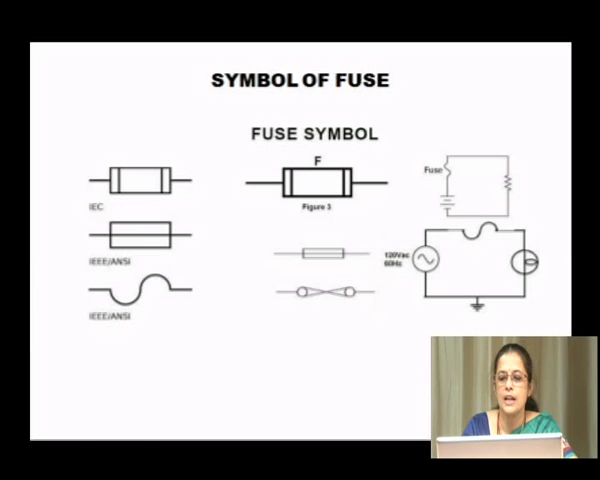 SYMBOL OF FUSE
FUSE SYMBOL
F
Figure 3
IEC
IEEE/ANSI
IEEE/ANSI
Fuse
120Vac
60Hz